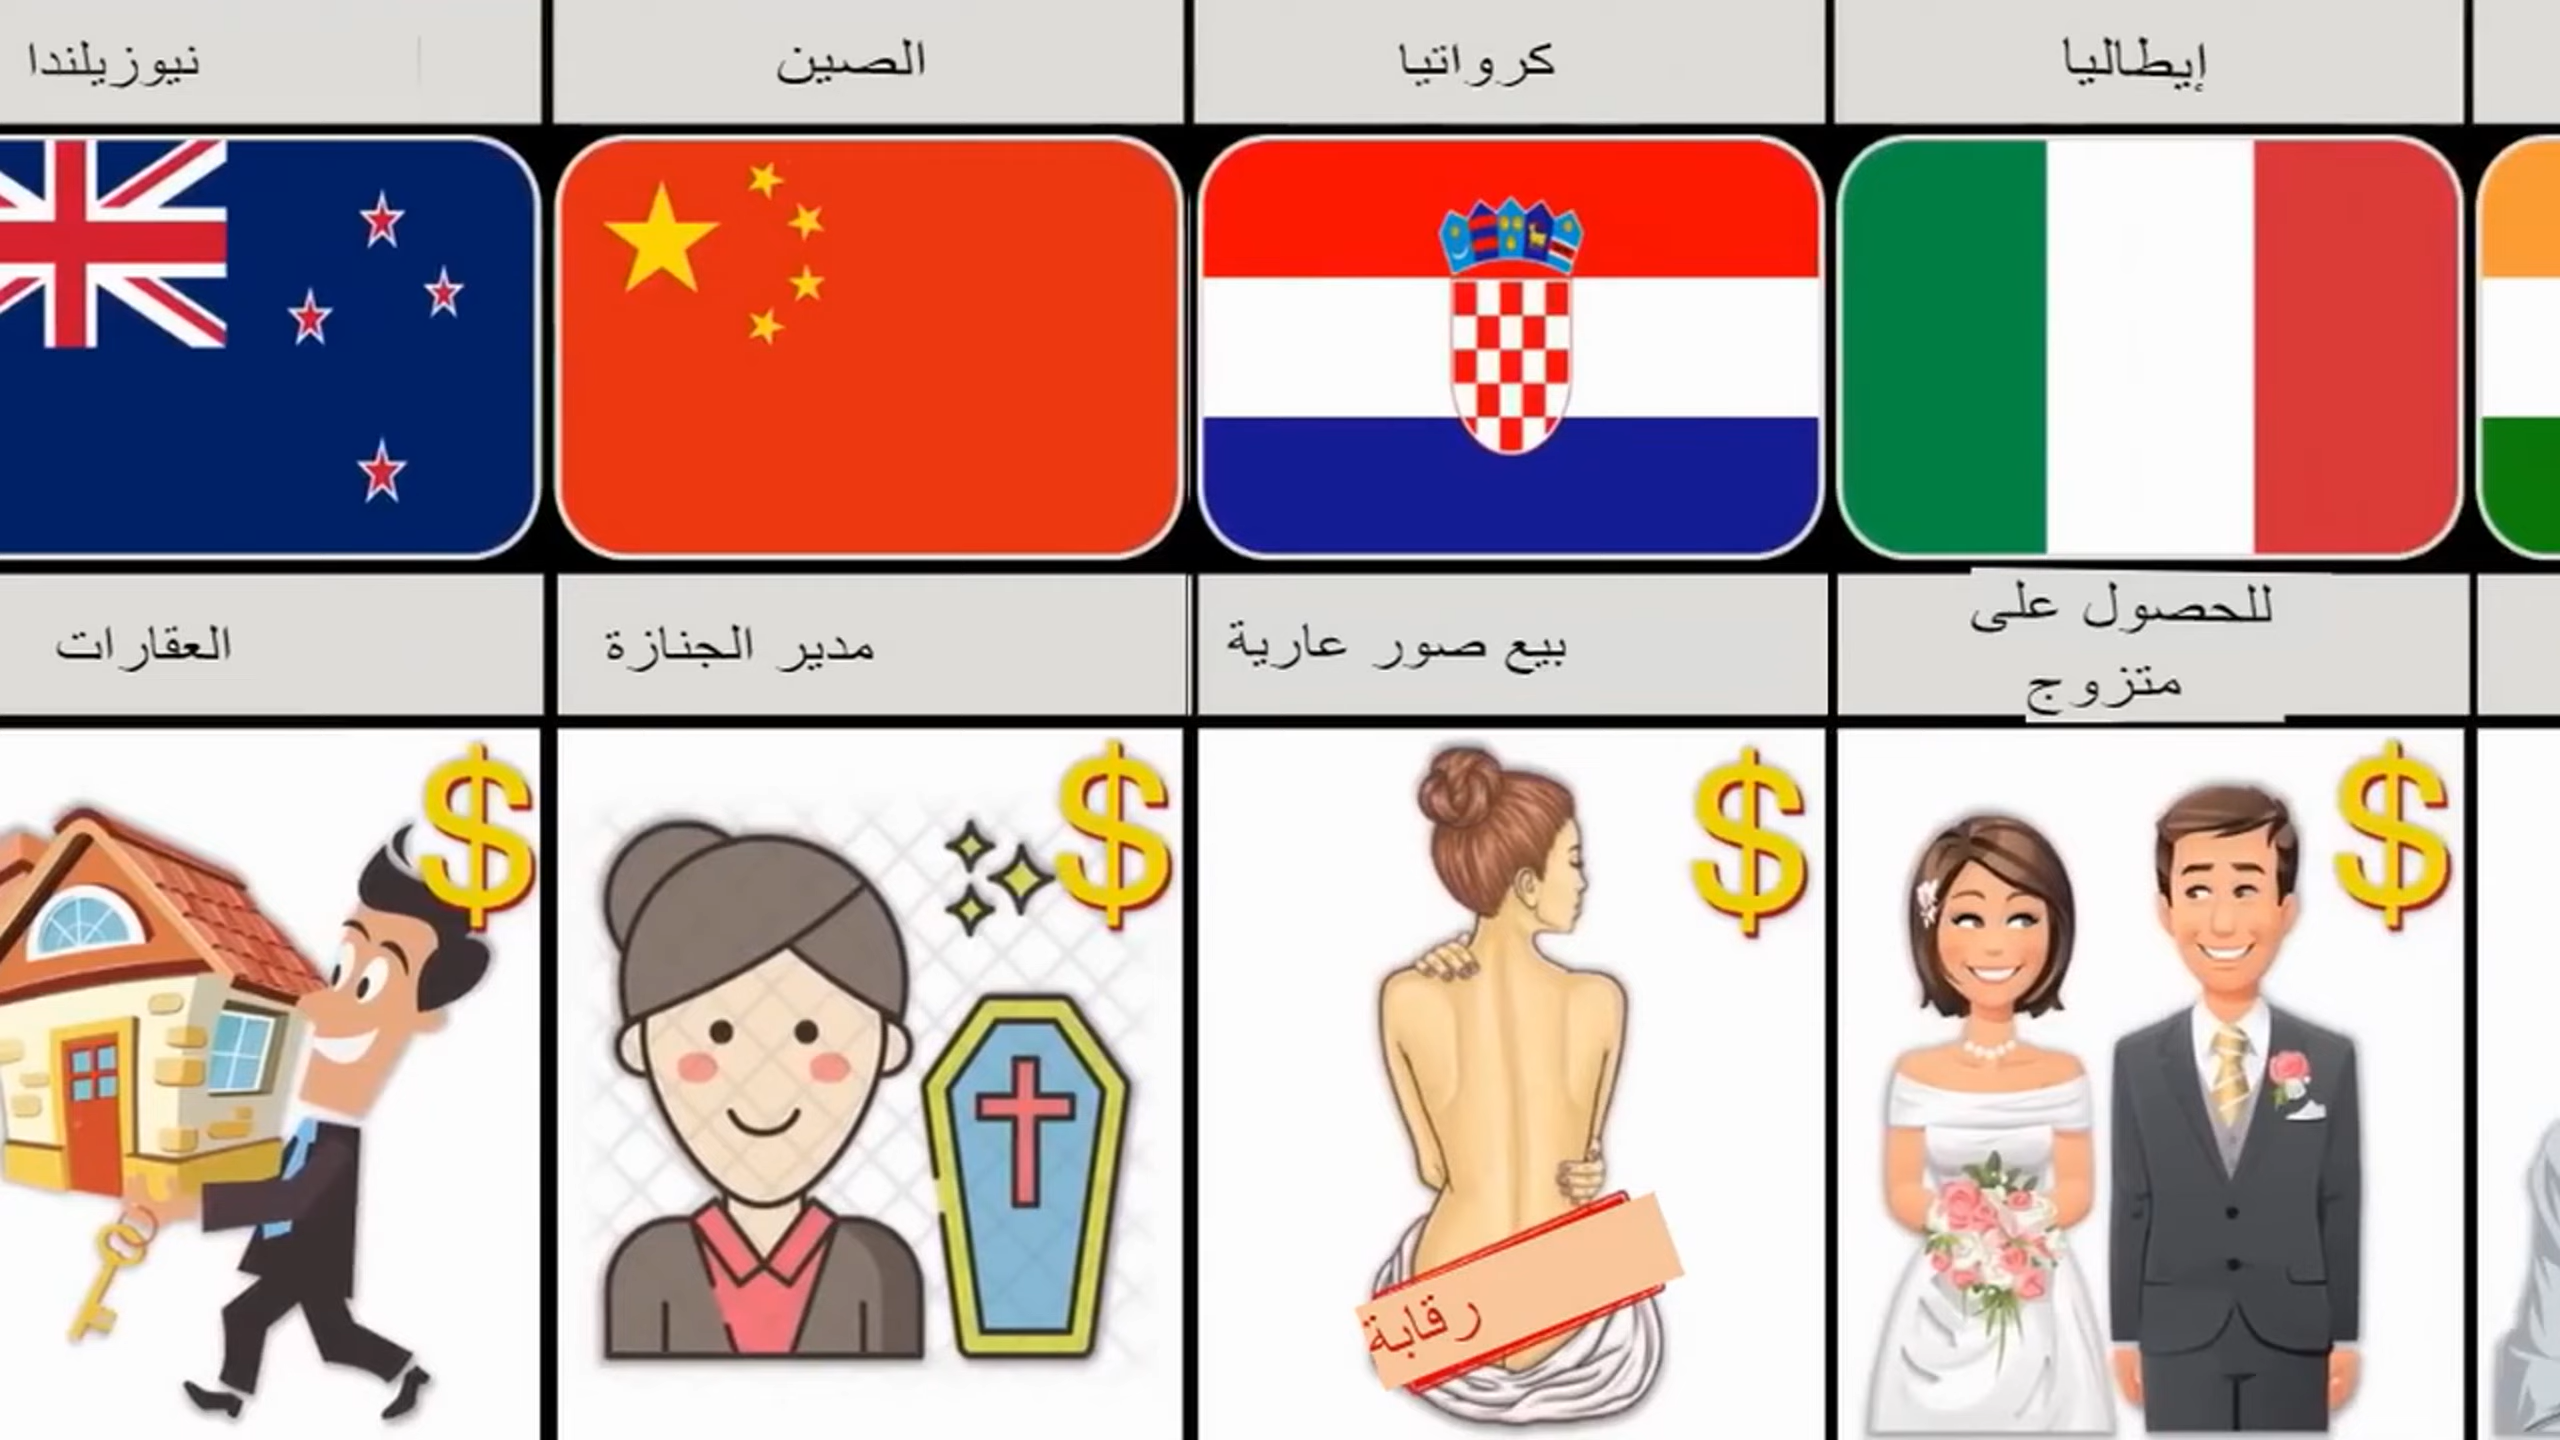 نيوزيلندا
الصين
كرواتيا
إيطاليا
العقارات
مدير الجنازة
بيع صور عارية
للحصول على
متزوج
$
$
$
$
رقابة